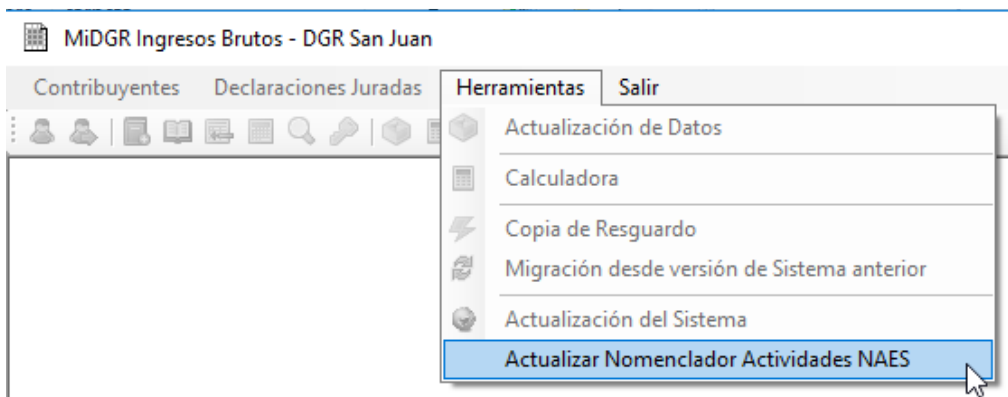 MiDGR Ingresos Brutos - DGR San Juan
Contribuyentes Declaraciones Juradas Herramientas Salir
Actualización de Datos
Calculadora
Copia de Resguardo
Migración desde versión de Sistema anterior
Actualización del Sistema
Actualizar Nomenclador Actividades NAES